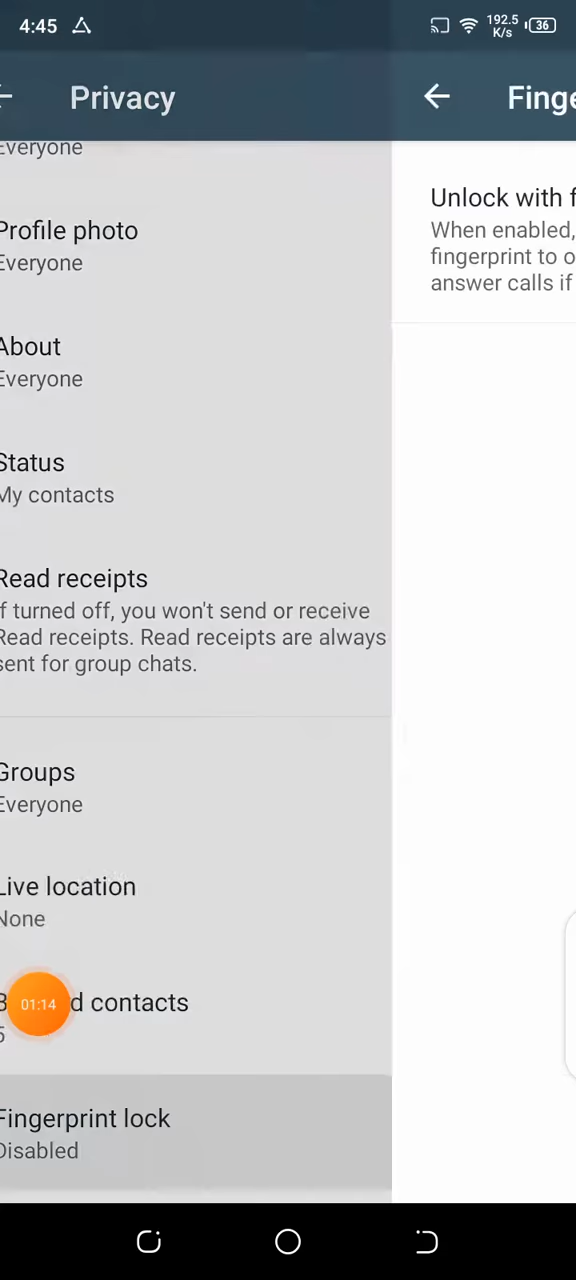 4:45
192.5
K/s
36
Privacy
Everyone
Profile photo
Everyone
About
Everyone
Status
My contacts
Read receipts
If turned off, you won't send or receive
Read receipts. Read receipts are always
sent for group chats.
Groups
Everyone
Live location
None
contacts
01:14
Fingerprint lock
Disabled
Finge
Unlock with f
When enabled,
fingerprint to o
answer calls if